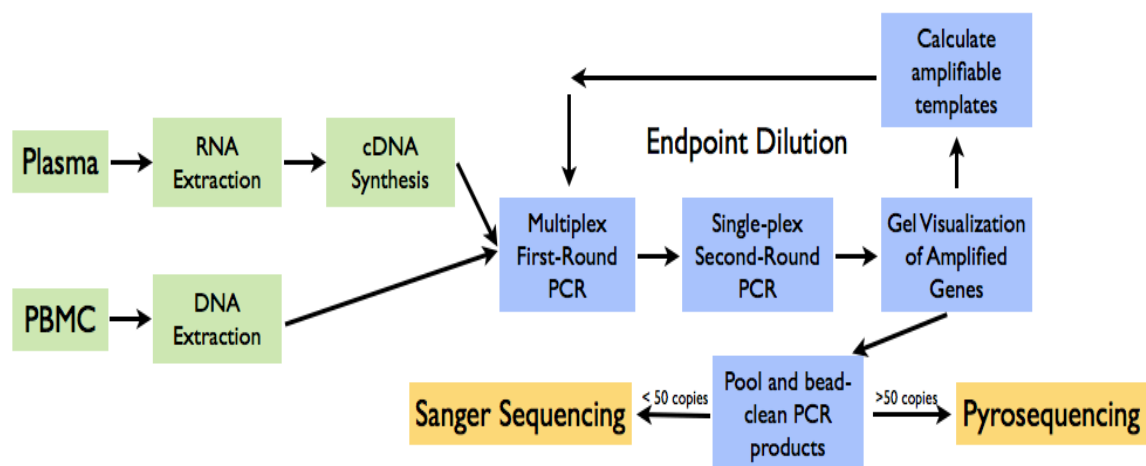 Calculate
amplifiable
templates
Endpoint Dilution
Plasma
RNA
Extraction
cDNA
Synthesis
Multiplex
First-Round
PCR
Single-plex
Second-Round
PCR
Gel Visualization
of Amplified
Genes
PBMC
DNA
Extraction
Sanger Sequencing
< 50 copies
Pool and bead-
clean PCR
products
>50 copies
Pyrosequencing